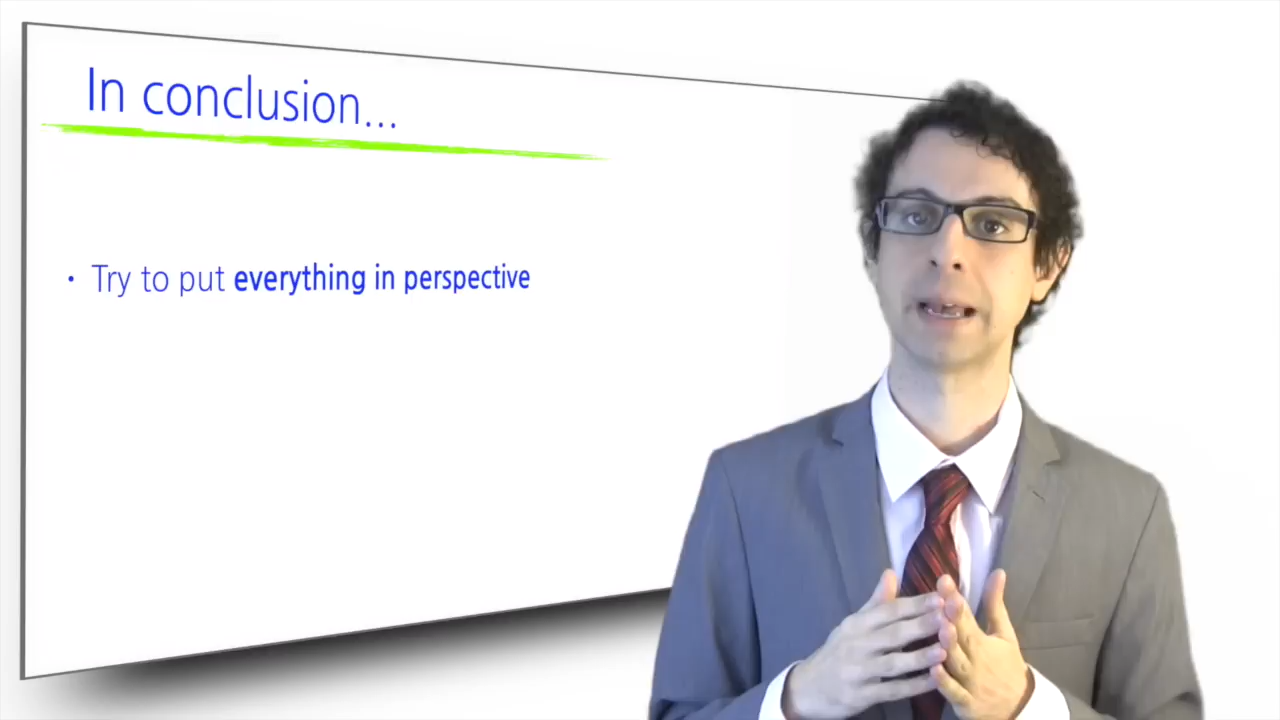 In conclusion...
• Try to put everything in perspective